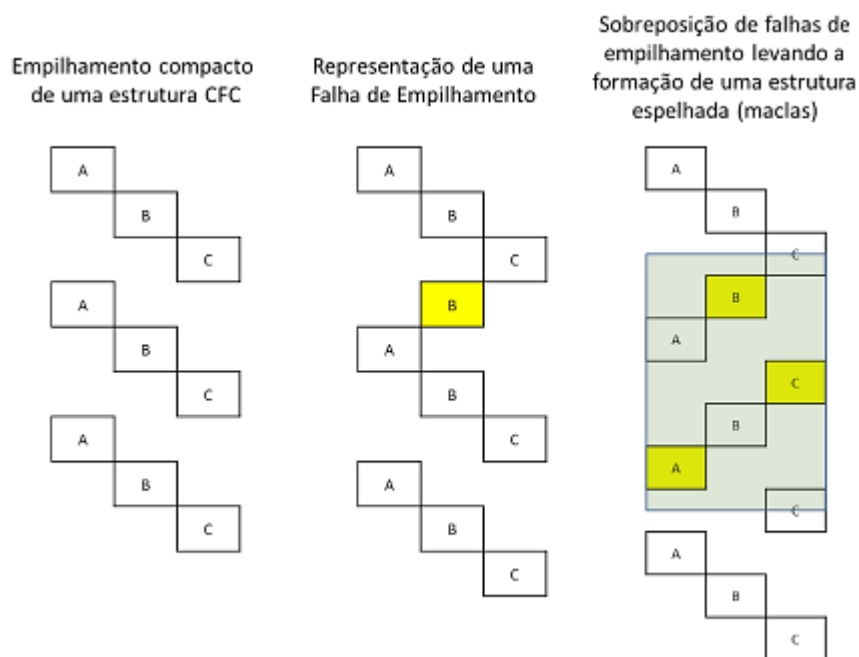 Empilhamento compacto
de uma estrutura CFC
A
B
C
A
B
C
A
B
C
Representação de uma
Falha de Empilhamento
A
B
C
B
A
B
C
A
B
C
Sobreposição de falhas de
empilhamento levando a
formação de uma estrutura
espelhada (maclas)
A
B
C
B
A
C
B
A
C
A
B
C